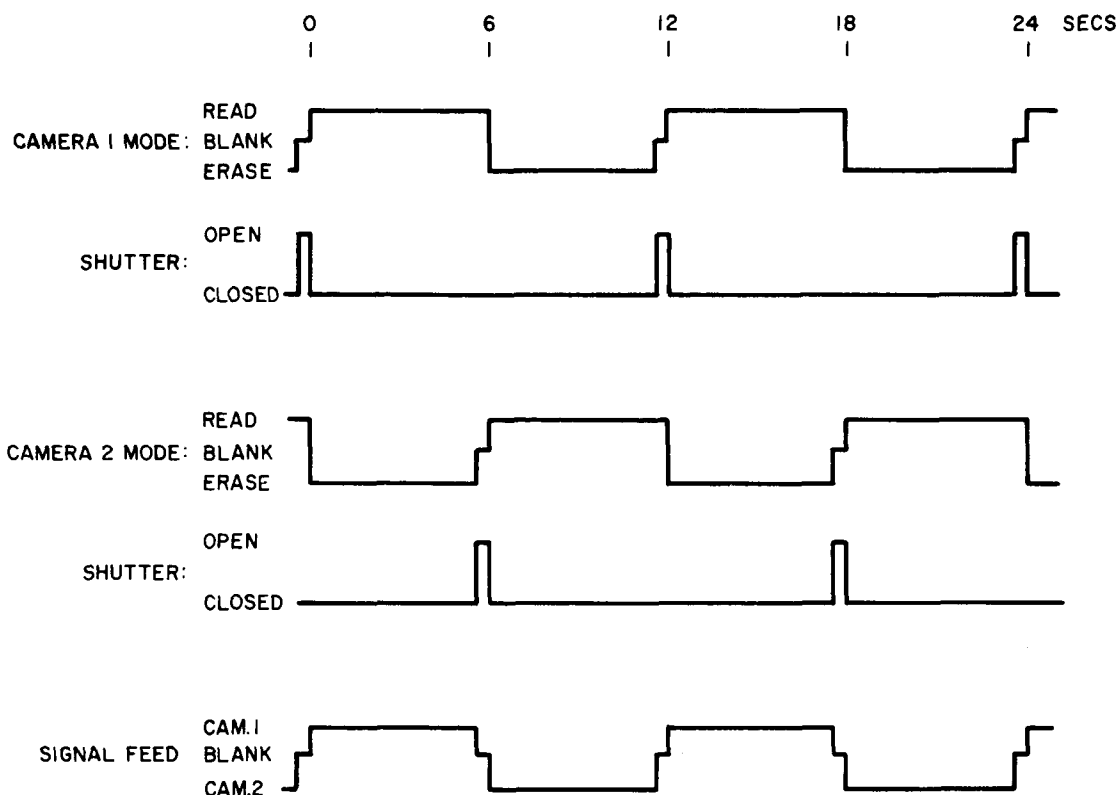 0 6 12 18 24 SECS
READ
CAMERA 1 MODE: BLANK
ERASE
OPEN
SHUTTER:
CLOSED
READ
CAMERA 2 MODE: BLANK
ERASE
OPEN
SHUTTER:
CLOSED
CAM.1
SIGNAL FEED BLANK
CAM.2